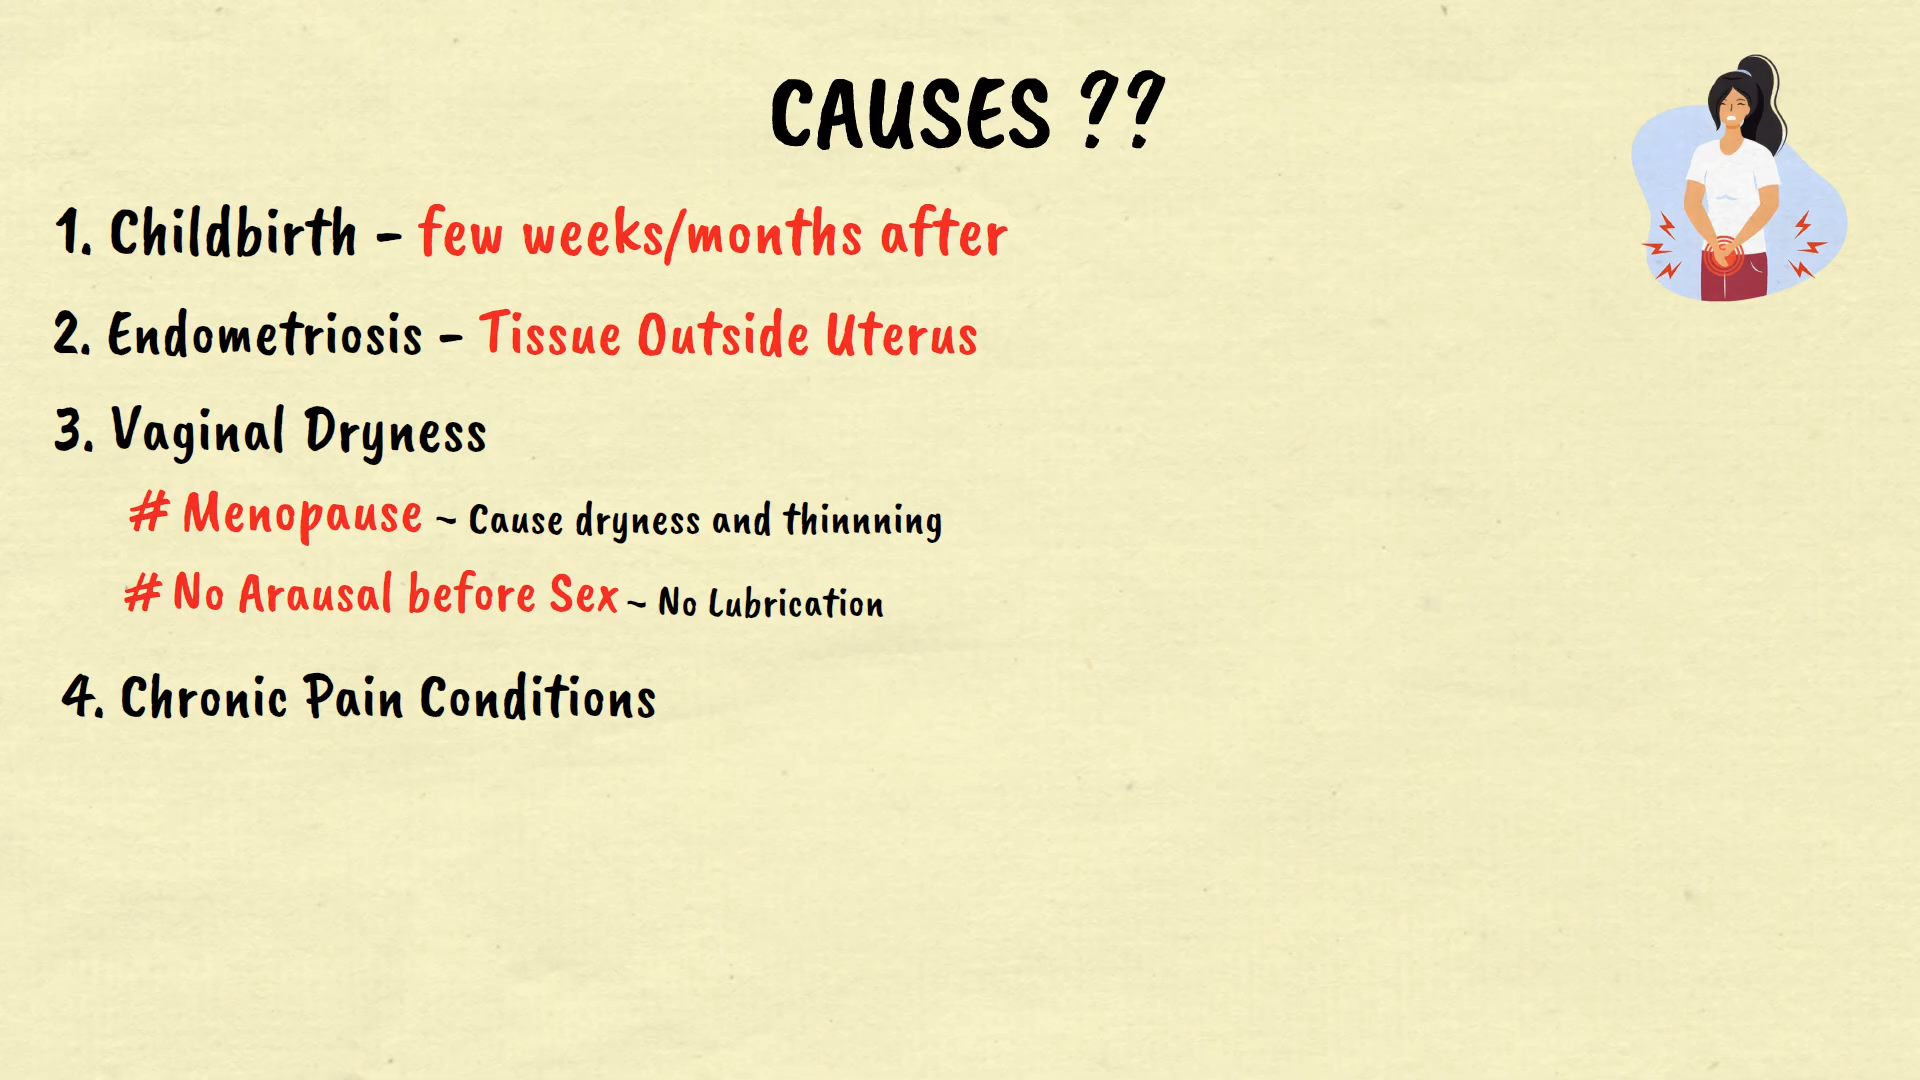 CAUSES ??
1. Childbirth - few weeks/months after
2. Endometriosis - Tissue Outside Uterus
3. Vaginal Dryness
# Menopause ~ Cause dryness and thinnning
# No Arausal before Sex ~ No Lubrication
4. Chronic Pain Conditions